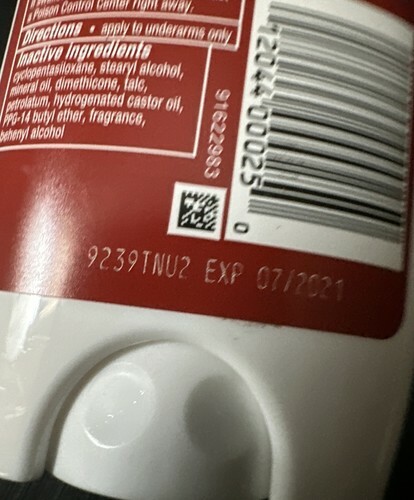 a Poison Control Center right away.
Directions • apply to underarms only
Inactive Ingredients
cyclopentasiloxane, stearyl alcohol,
mineral oil, dimethicone, talc,
petrolatum, hydrogenated castor oil,
PPG-14 butyl ether, fragrance,
behenyl alcohol
91622983
12044 00025 0
9239TNU2 EXP 07/2021